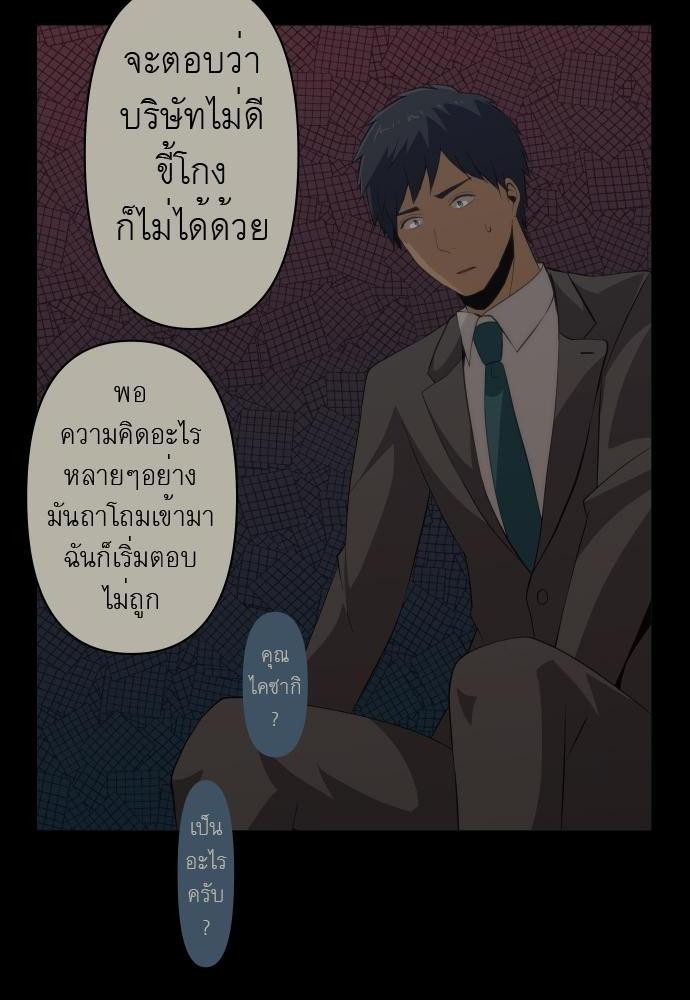 จะตอบว่า
บริษัทไม่ดี
ขี้โกง
ก็ไม่ได้ด้วย
พอ
ความคิดอะไร
หลายๆอย่าง
มันถาโถมเข้ามา
ฉันก็เริ่มตอบ
ไม่ถูก
คุณ
ไคซากิ
?
เป็น
อะไร
ครับ
?